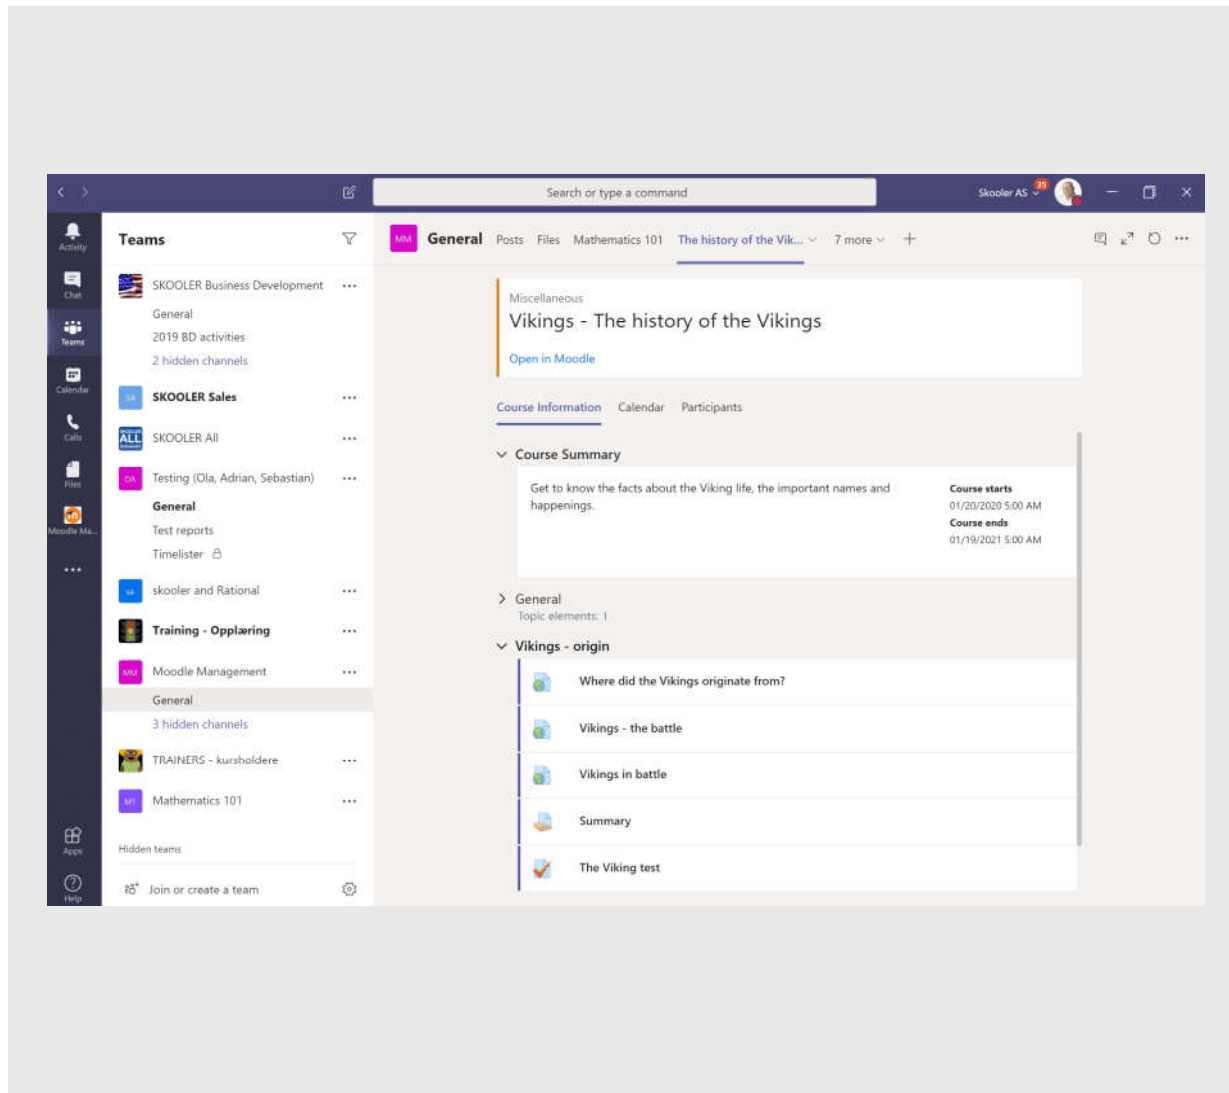 Search or type a command
Skooler AS
35
Activity
Chat
Teams
Calendar
Calls
Files
Moodle Ma...
Apps
Help
Teams
SKOOLER Business Development
General
2019 BD activities
2 hidden channels
SA
SKOOLER Sales
ALL
SKOOLER All
OA
Testing (Ola, Adrian, Sebastian)
General
Test reports
Timelister
skooler and Rational
Training - Opplæring
MM
Moodle Management
General
3 hidden channels
TRAINERS - kursholdere
M1
Mathematics 101
Hidden teams
Join or create a team
MM
General
Posts
Files
Mathematics 101
The history of the Vik...
7 more
Miscellaneous
Vikings - The history of the Vikings
Open in Moodle
Course Information
Calendar
Participants
Course Summary
Get to know the facts about the Viking life, the important names and
happenings.
Course starts
01/20/2020 5:00 AM
Course ends
01/19/2021 5:00 AM
General
Topic elements: 1
Vikings - origin
Where did the Vikings originate from?
Vikings - the battle
Vikings in battle
Summary
The Viking test